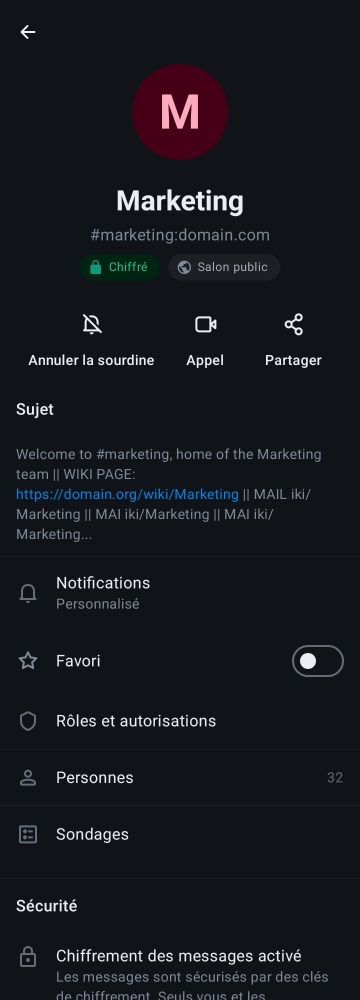 M
Marketing
#marketing:domain.com
Chiffré
Salon public
Annuler la sourdine
Appel
Partager
Sujet
Welcome to #marketing, home of the Marketing
team || WIKI PAGE:
https://domain.org/wiki/Marketing || MAIL iki/
Marketing || MAI iki/Marketing || MAI iki/
Marketing...
Notifications
Personnalisé
Favori
Rôles et autorisations
Personnes
32
Sondages
Sécurité
Chiffrement des messages activé
Les messages sont sécurisés par des clés
de chiffrement. Seuls vous et les